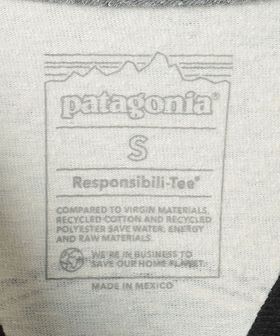 patagonia®
S
Responsibili-Tee®
COMPARED TO VIRGIN MATERIALS,
RECYCLED COTTON AND RECYCLED
POLYESTER SAVE WATER, ENERGY
AND RAW MATERIALS.
WE'RE IN BUSINESS TO
SAVE OUR HOME PLANET.
MADE IN MEXICO